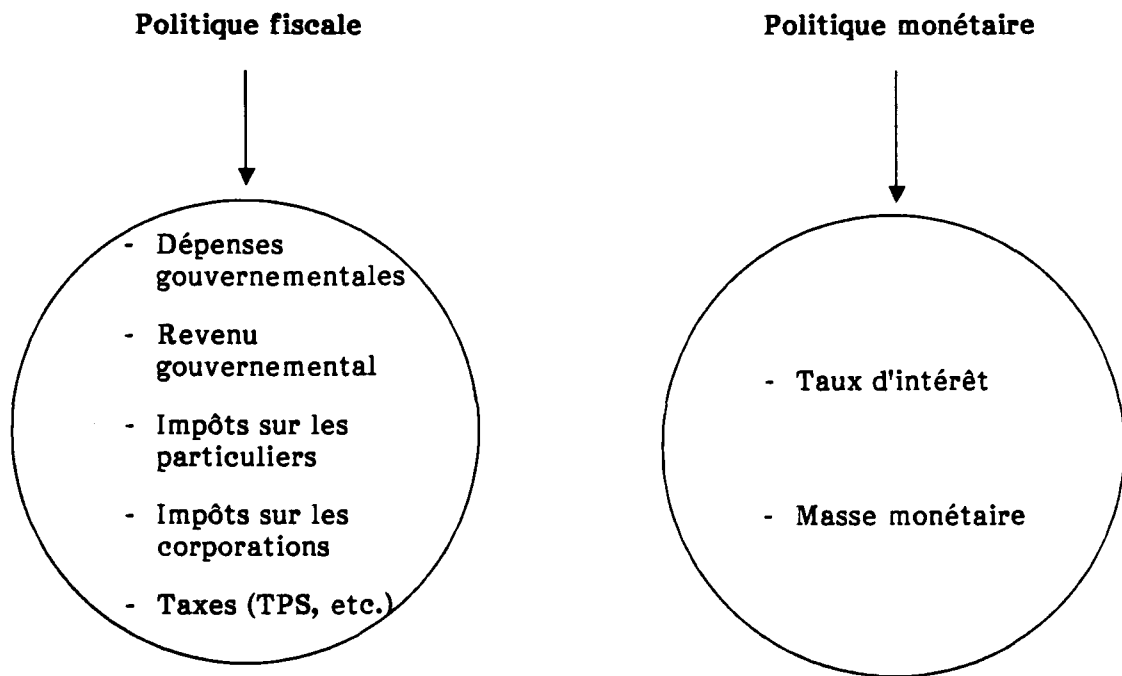 Politique fiscale
Politique monétaire
- Dépenses
gouvernementales
- Revenu
gouvernemental
- Impôts sur les
particuliers
- Impôts sur les
corporations
- Taxes (TPS, etc.)
- Taux d'intérêt
- Masse monétaire